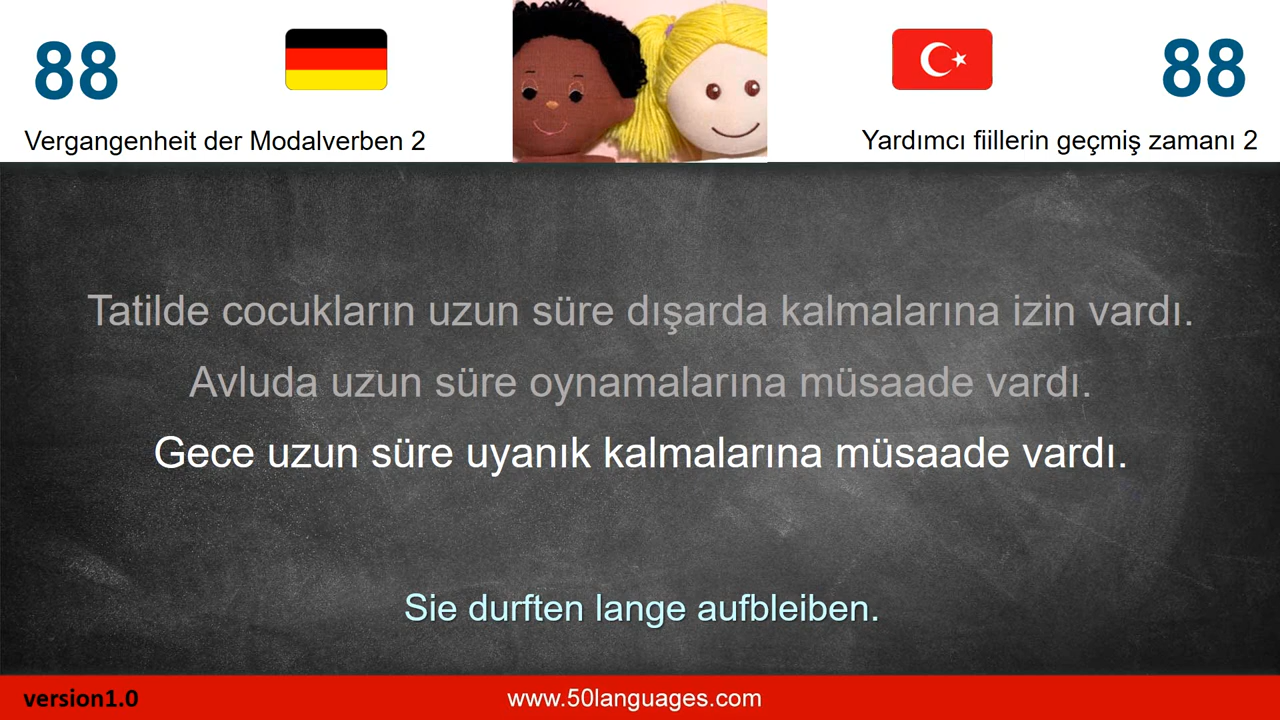 88
88
Vergangenheit der Modalverben 2
Yardımcı fiillerin geçmiş zamanı 2
Tatilde cocukların uzun süre dışarda kalmalarına izin vardı.
Avluda uzun süre oynamalarına müsaade vardı.
Gece uzun süre uyanık kalmalarına müsaade vardı.
Sie durften lange aufbleiben.
version1.0
www.50languages.com